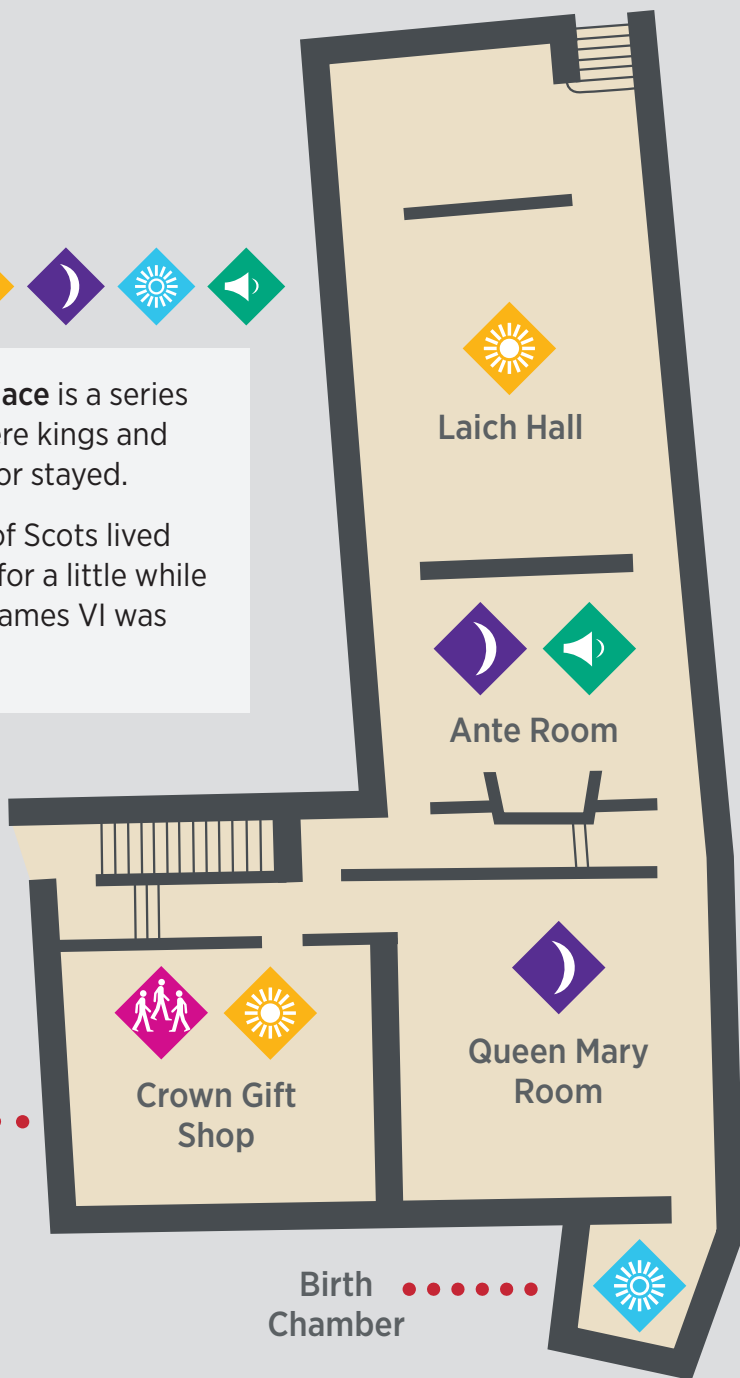 ace is a series
ere kings and
or stayed.
of Scots lived
for a little while
ames VI was
Laich Hall
Ante Room
Queen Mary
Room
Crown Gift
Shop
Birth
Chamber